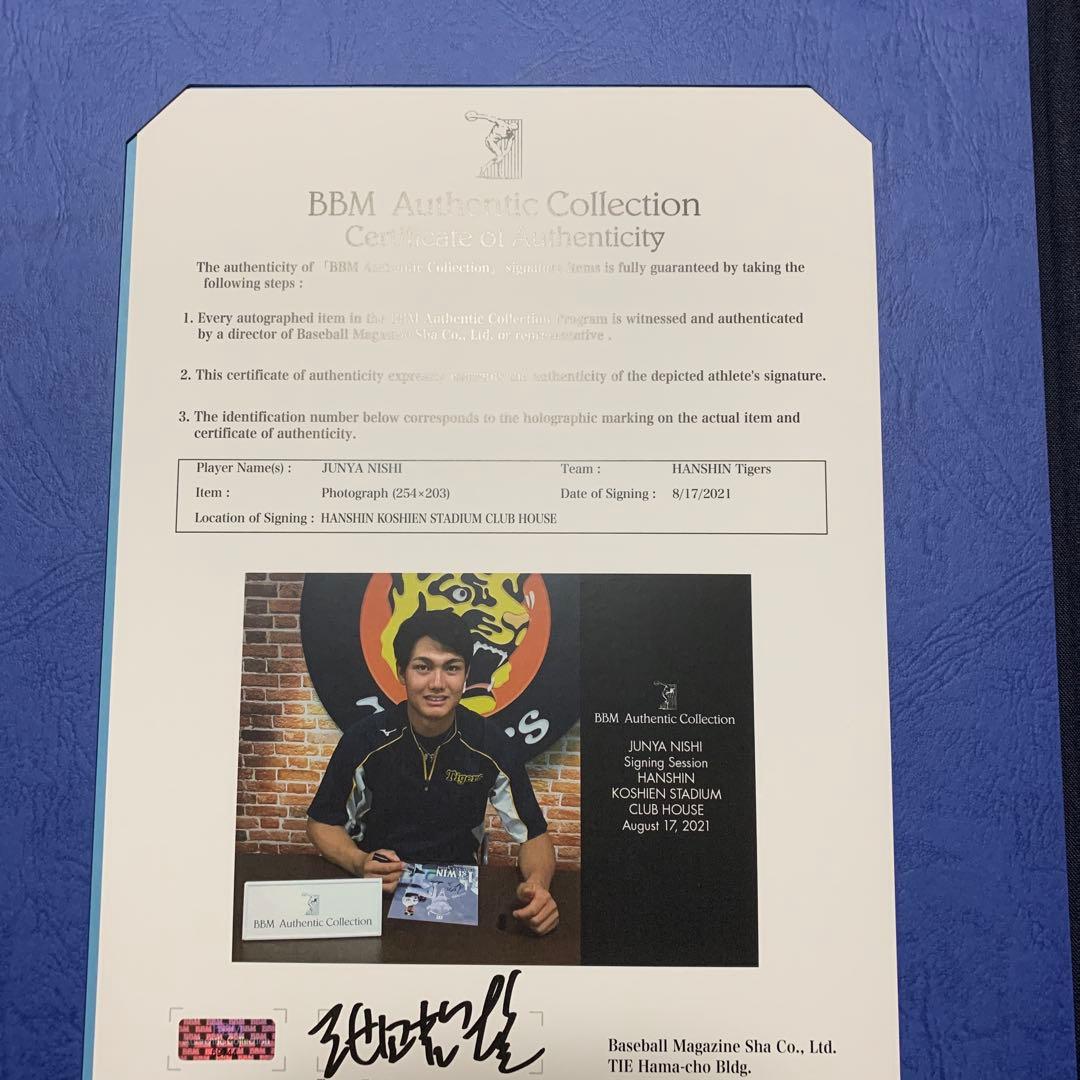 BBM Authentic Collection
Certificate of Authenticity
The authenticity of「BBM Authentic Collection」 signature items is fully guaranteed by taking the
following steps :
1. Every autographed item in the BBM Authentic Collection Program is witnessed and authenticated
by a director of Baseball Magazine Sha Co., Ltd. or representative .
2. This certificate of authenticity expressly warrants the authenticity of the depicted athlete's signature.
3. The identification number below corresponds to the holographic marking on the actual item and
certificate of authenticity.
Player Name(s) : JUNYA NISHI Team : HANSHIN Tigers
Item : Photograph (254×203) Date of Signing : 8/17/2021
Location of Signing : HANSHIN KOSHIEN STADIUM CLUB HOUSE
Tigers
WIN
BBM Authentic Collection
BBM Authentic Collection
JUNYA NISHI
Signing Session
HANSHIN
KOSHIEN STADIUM
CLUB HOUSE
August 17, 2021
Baseball Magazine Sha Co., Ltd.
TIE Hama-cho Bldg.